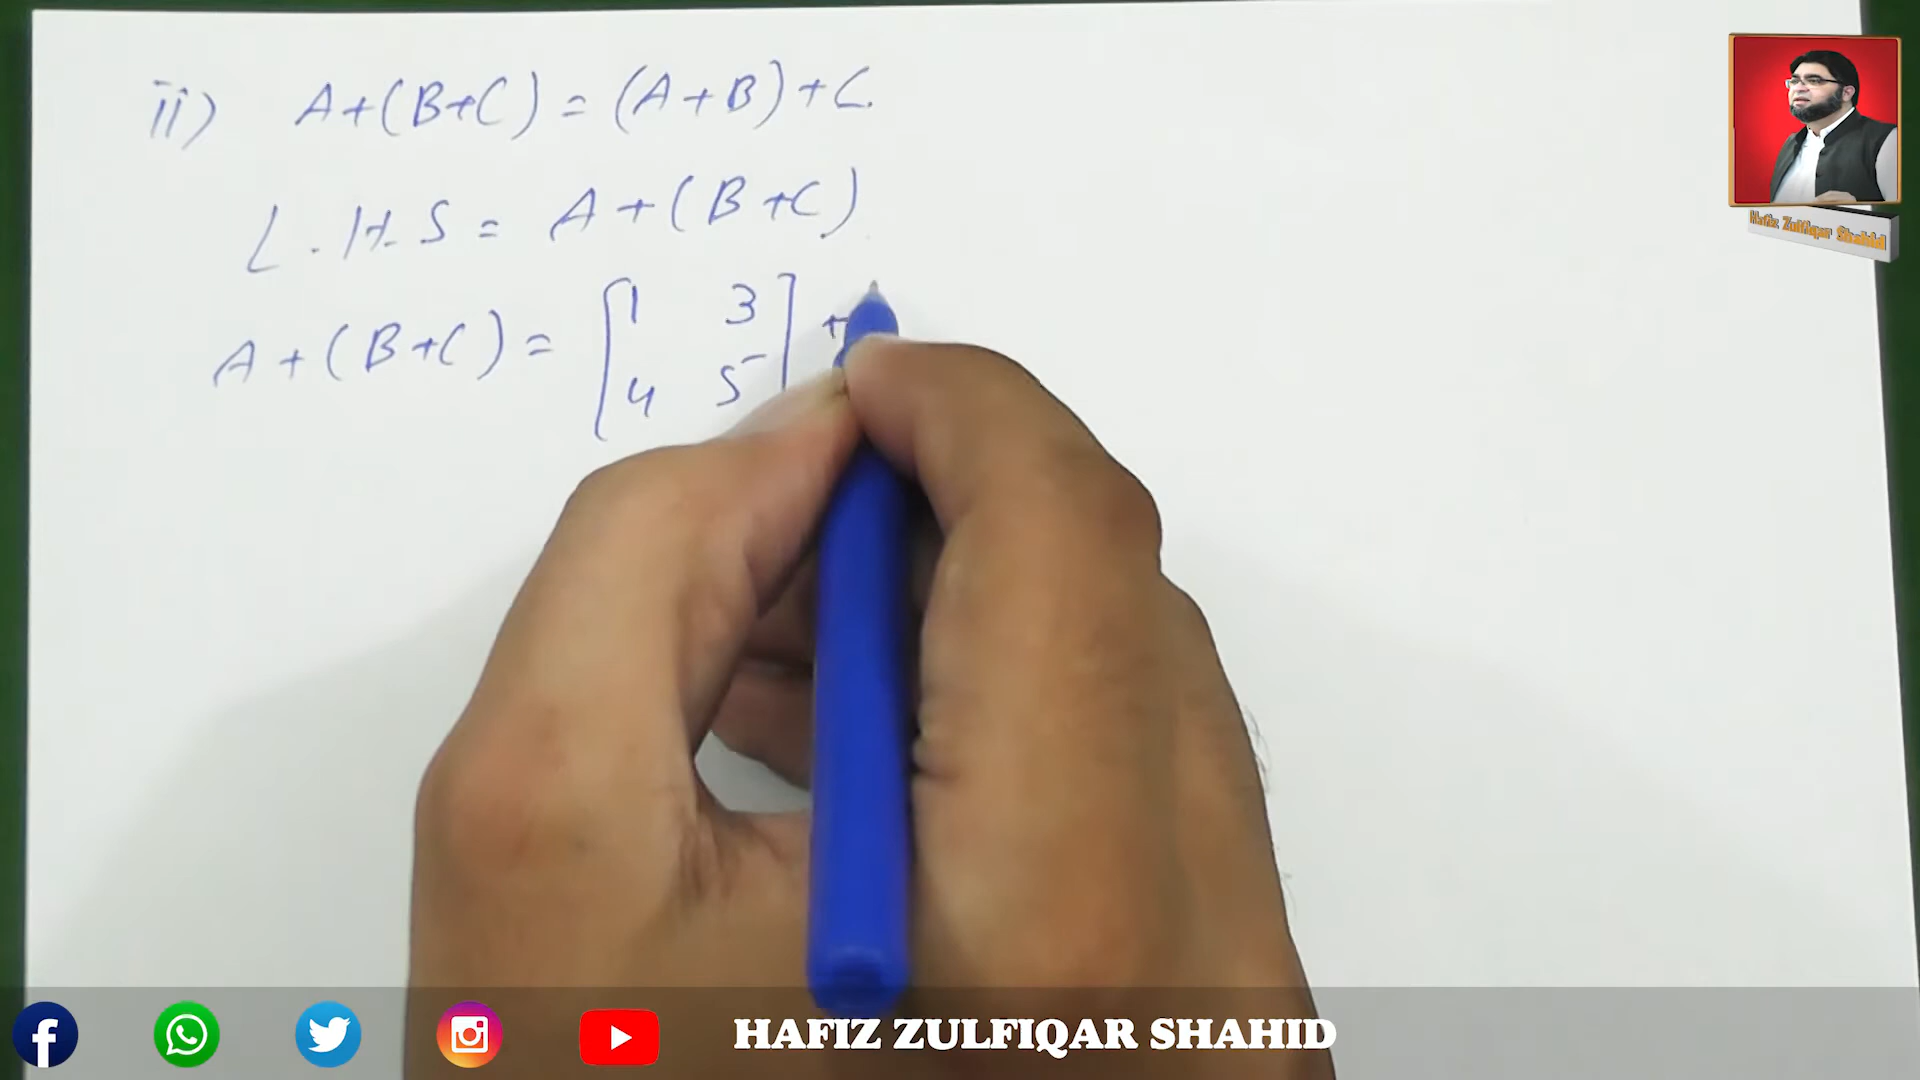 ii) A+(B+C) = (A+B)+C.
L.H.S = A+(B+C)
A+(B+C) = [1 3
4 5] +
Hafiz Zulfiqar Shahid
HAFIZ ZULFIQAR SHAHID